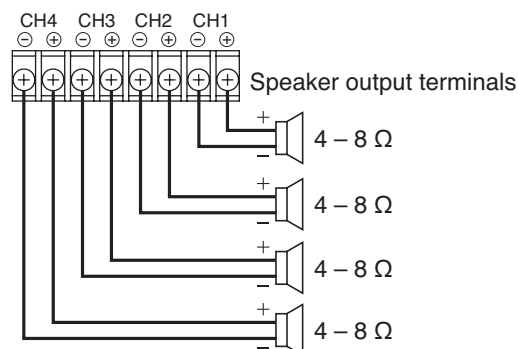 CH4 CH3 CH2 CH1
⊖ ⊕ ⊖ ⊕ ⊖ ⊕ ⊖ ⊕
Speaker output terminals
+
4 – 8 Ω
–
+
4 – 8 Ω
–
+
4 – 8 Ω
–
+
4 – 8 Ω
–